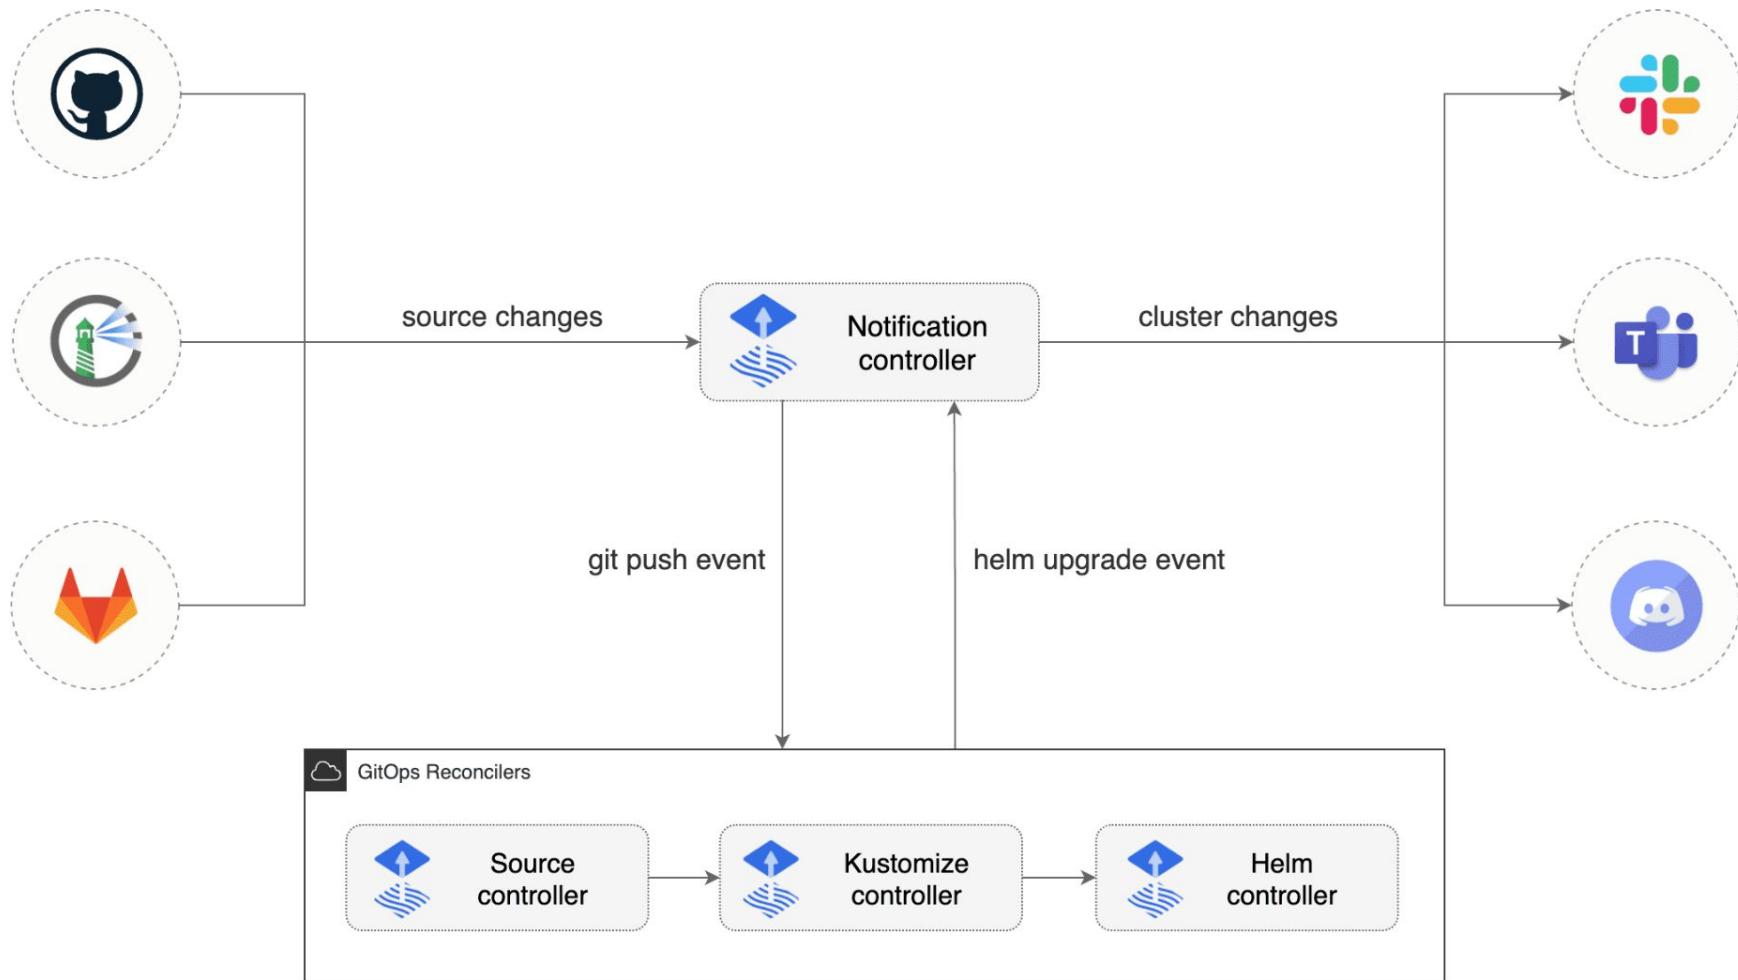 source changes
Notification
controller
cluster changes
git push event
helm upgrade event
GitOps Reconcilers
Source
controller
Kustomize
controller
Helm
controller
T